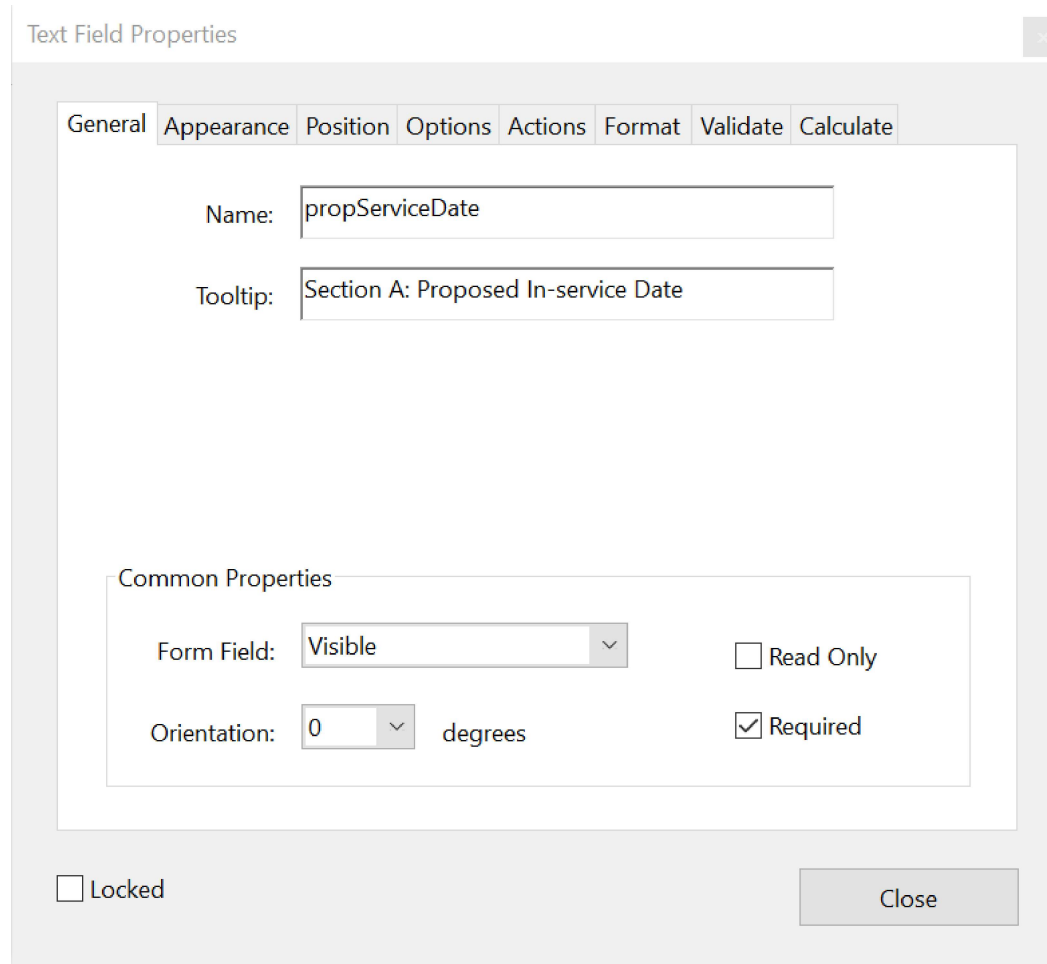 Text Field Properties
General Appearance Position Options Actions Format Validate Calculate
Name: propServiceDate
Tooltip: Section A: Proposed In-service Date
Common Properties
Form Field: Visible
Read Only
Orientation: 0 degrees
Required
Locked
Close